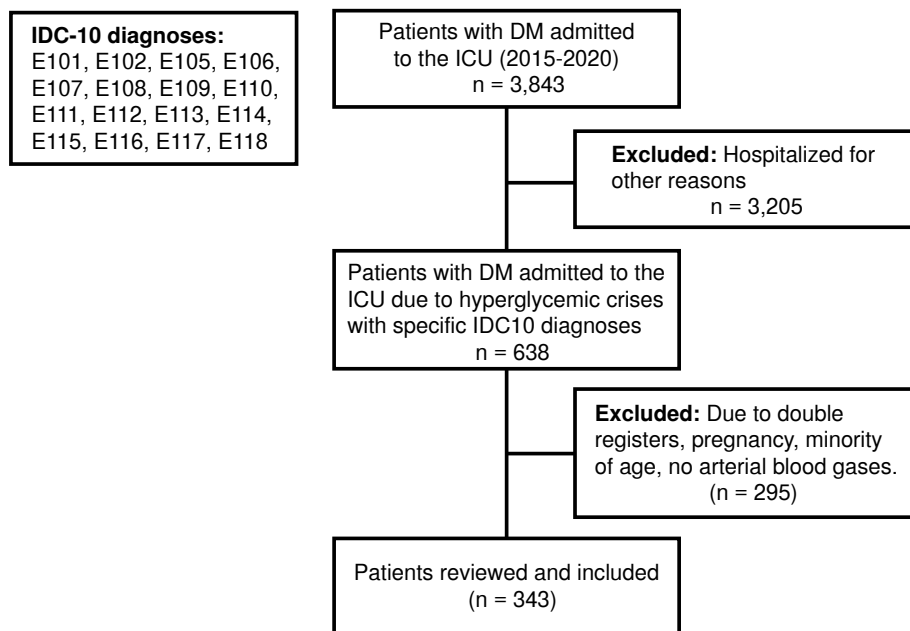 IDC-10 diagnoses:
E101, E102, E105, E106,
E107, E108, E109, E110,
E111, E112, E113, E114,
E115, E116, E117, E118
Patients with DM admitted
to the ICU (2015-2020)
n = 3,843
Excluded: Hospitalized for
other reasons
n = 3,205
Patients with DM admitted to the
ICU due to hyperglycemic crises
with specific IDC10 diagnoses
n = 638
Excluded: Due to double
registers, pregnancy, minority
of age, no arterial blood gases.
(n = 295)
Patients reviewed and included
(n = 343)